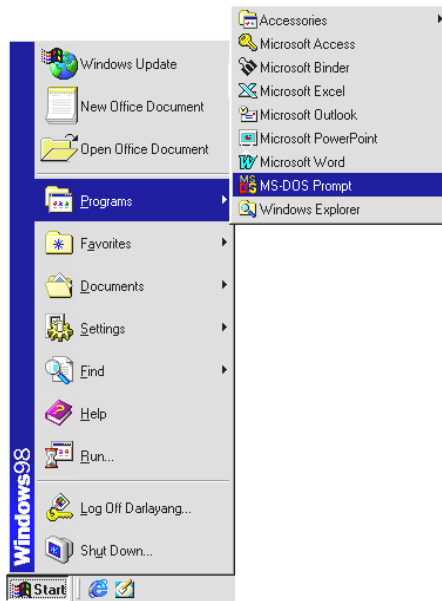 Accessories
Microsoft Access
Microsoft Binder
Microsoft Excel
Microsoft Outlook
Microsoft PowerPoint
Microsoft Word
MS-DOS Prompt
Windows Explorer
Windows Update
New Office Document
Open Office Document
Programs
Favorites
Documents
Settings
Find
Help
Run...
Log Off Darlayang...
Shut Down...
Windows98
Start